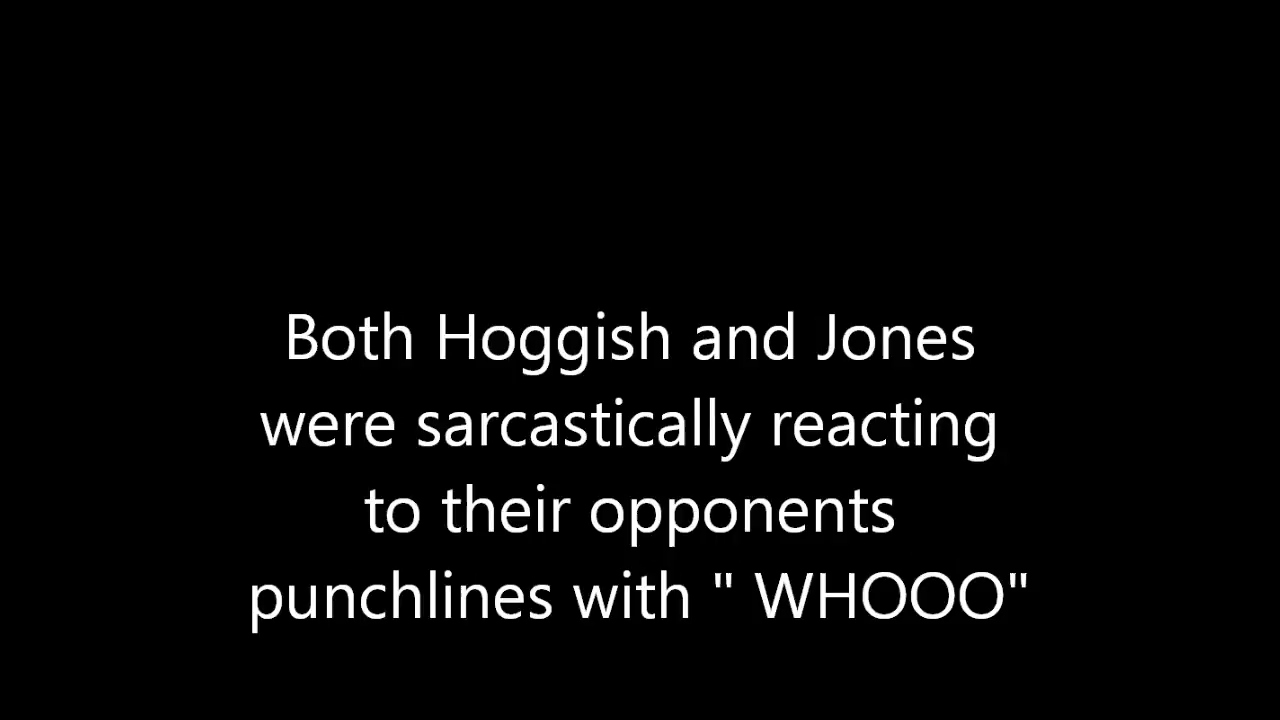 Both Hoggish and Jones
were sarcastically reacting
to their opponents
punchlines with " WHOOO"